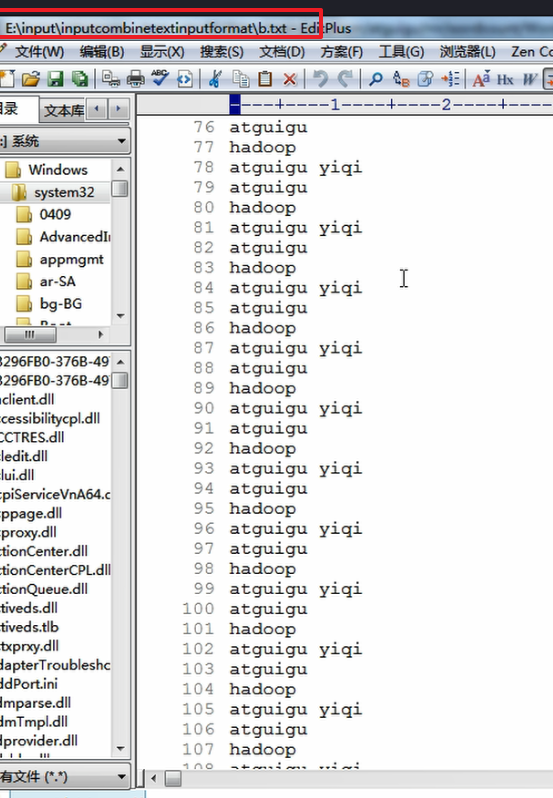 E:\input\inputcombinetextinputformat\b.txt - EditPlus
文件(W) 编辑(B) 显示(X) 搜索(S) 文档(D) 方案(F) 工具(G) 浏览器(L) Zen Co
目录 文本库
:] 系统
Windows
system32
0409
AdvancedI
appmgmt
ar-SA
bg-BG
3296FB0-376B-49
3296FB0-376B-49
client.dll
ccessibilitycpl.dll
CCTRES.dll
ledit.dll
lui.dll
cpiServiceVnA64.d
ppage.dll
cproxy.dll
ctionCenter.dll
ctionCenterCPL.dll
ctionQueue.dll
ctiveds.dll
ctiveds.tlb
ctxprxy.dll
dapterTroublesho
ddPort.ini
dmparse.dll
dmTmpl.dll
dprovider.dll
有文件 (*.*)
----+----1----+----2----+----
76 atguigu
77 hadoop
78 atguigu yiqi
79 atguigu
80 hadoop
81 atguigu yiqi
82 atguigu
83 hadoop
84 atguigu yiqi
85 atguigu
86 hadoop
87 atguigu yiqi
88 atguigu
89 hadoop
90 atguigu yiqi
91 atguigu
92 hadoop
93 atguigu yiqi
94 atguigu
95 hadoop
96 atguigu yiqi
97 atguigu
98 hadoop
99 atguigu yiqi
100 atguigu
101 hadoop
102 atguigu yiqi
103 atguigu
104 hadoop
105 atguigu yiqi
106 atguigu
107 hadoop
108 atguigu yiqi